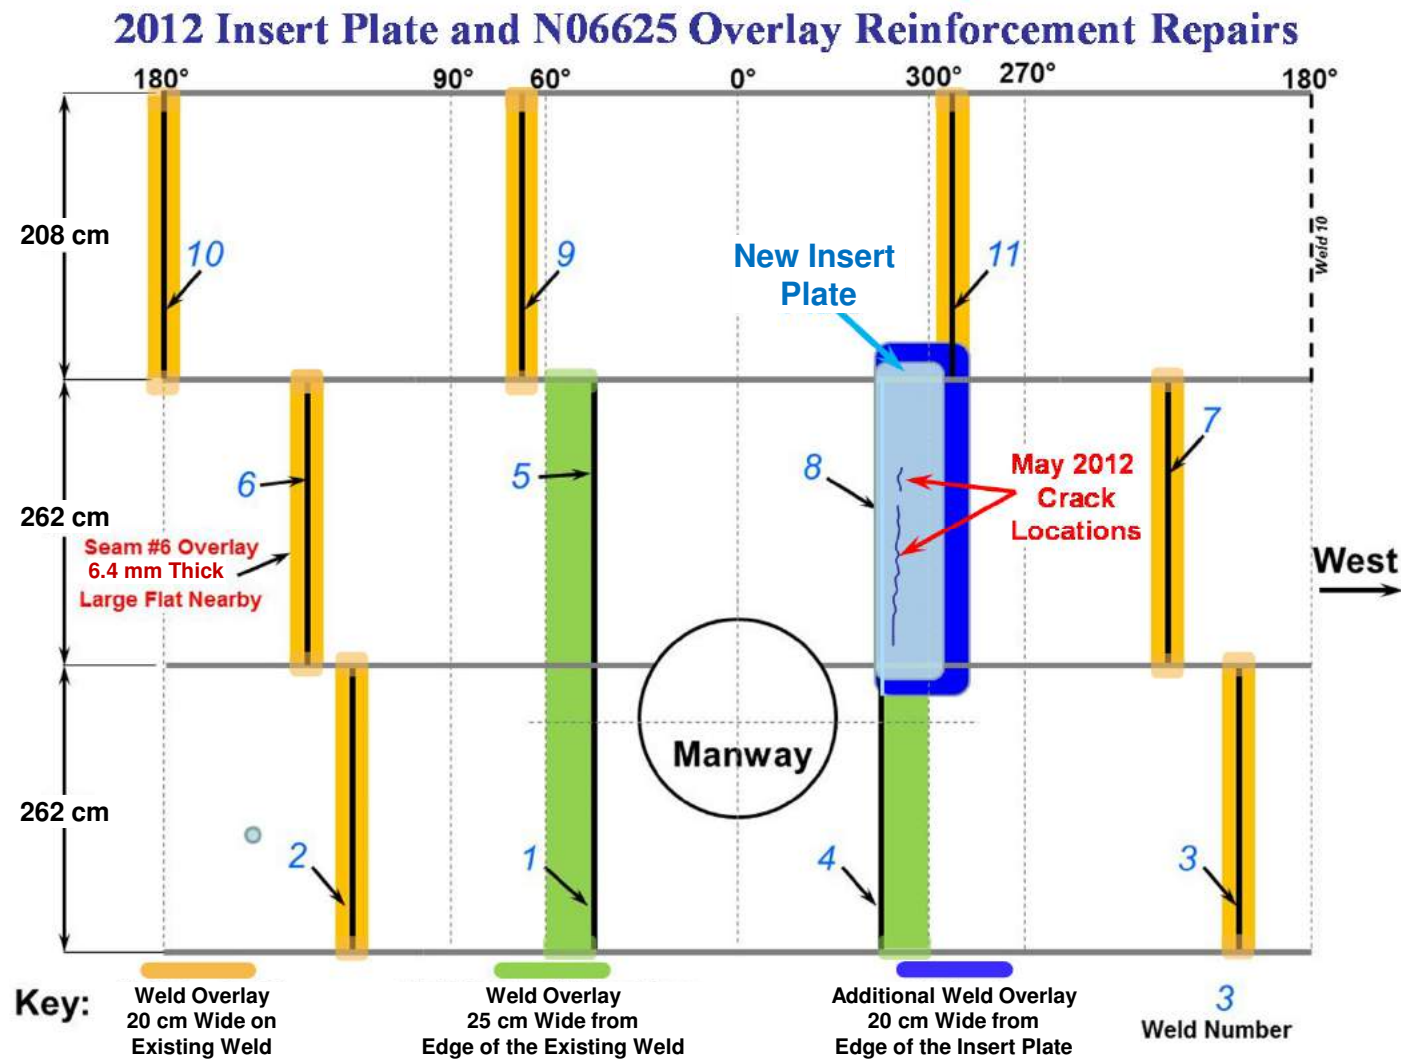 2012 Insert Plate and N06625 Overlay Reinforcement Repairs
180° 90° 60° 0° 300° 270° 180°
208 cm
10
9
New Insert
Plate
11
Weld 10
262 cm
6
5
8
7
May 2012
Crack
Locations
Seam #6 Overlay
6.4 mm Thick
Large Flat Nearby
West
Manway
262 cm
2
1
4
3
Key:
Weld Overlay
20 cm Wide on
Existing Weld
Weld Overlay
25 cm Wide from
Edge of the Existing Weld
Additional Weld Overlay
20 cm Wide from
Edge of the Insert Plate
3
Weld Number